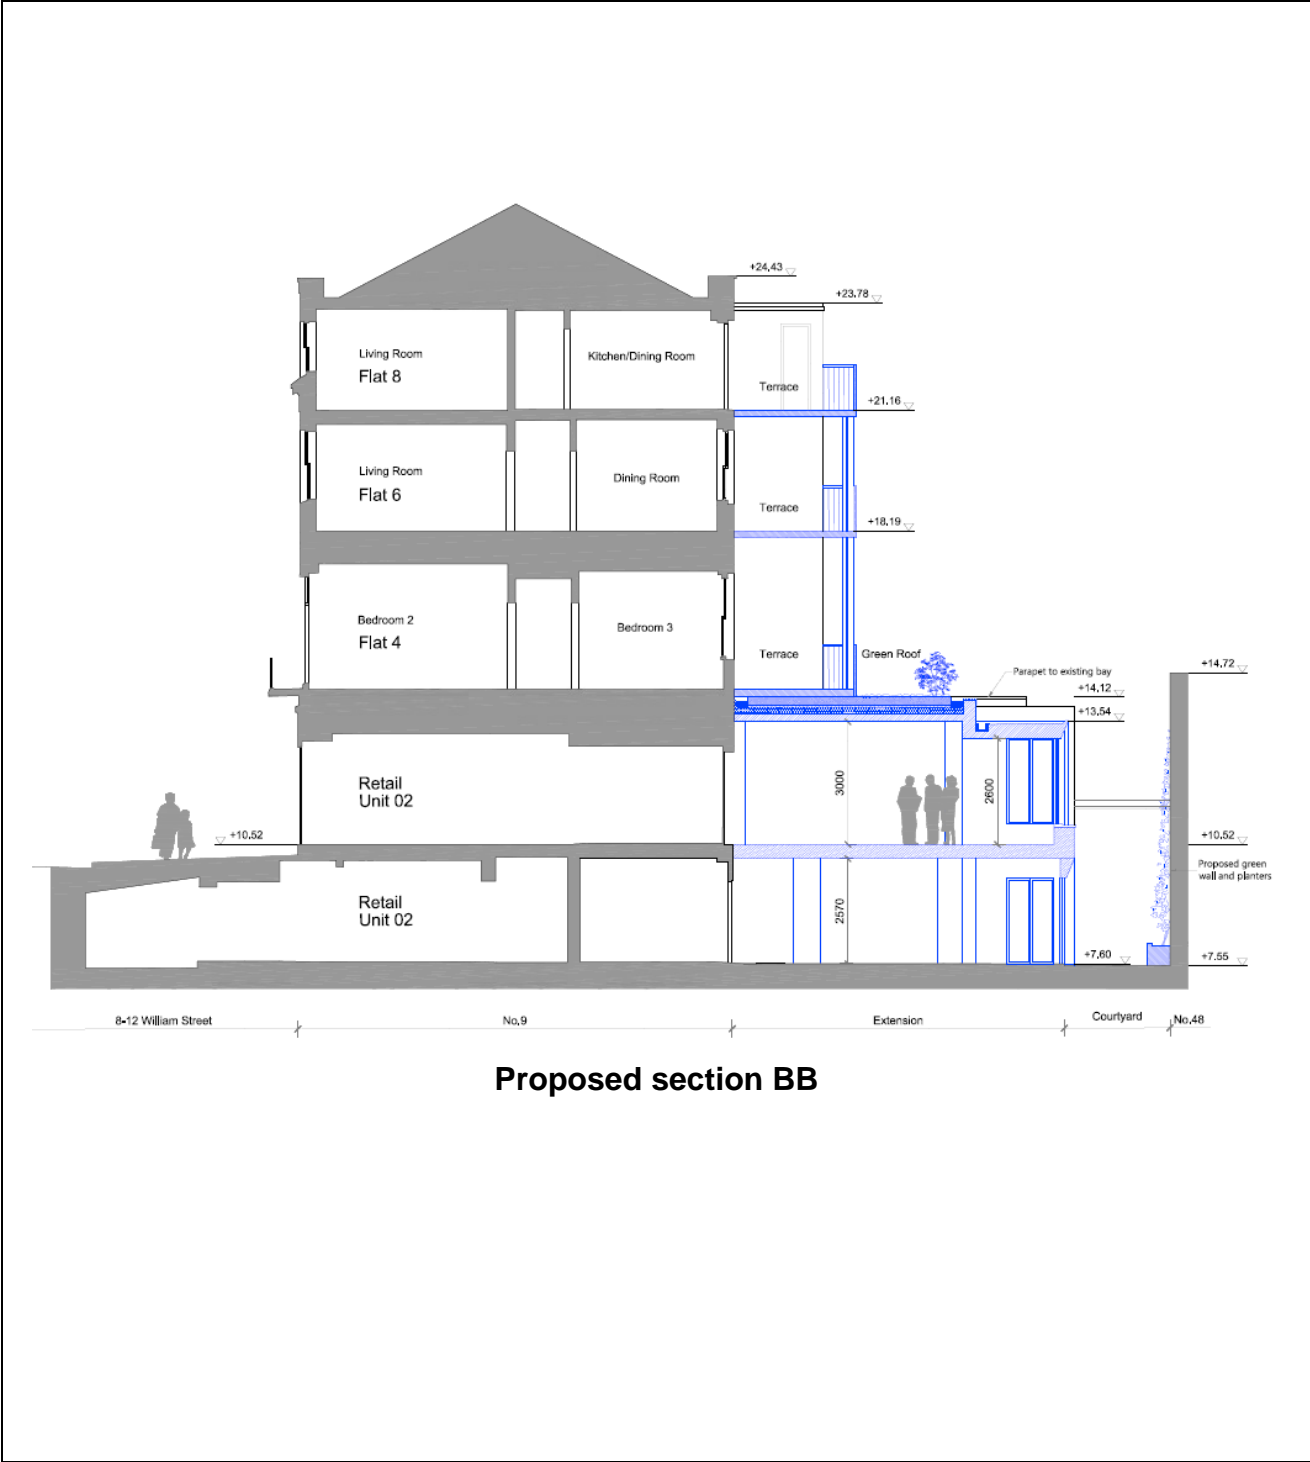 +24.43
+23.78
Living Room
Flat 8
Kitchen/Dining Room
Terrace
+21.16
Living Room
Flat 6
Dining Room
Terrace
+18.19
Bedroom 2
Flat 4
Bedroom 3
Terrace
Green Roof
Parapet to existing bay
+14.72
+14.12
+13.54
Retail
Unit 02
3000
2600
+10.52
+10.52
Proposed green
wall and planters
Retail
Unit 02
2570
+7.60
+7.55
8-12 William Street
No.9
Extension
Courtyard
No.48
Proposed section BB